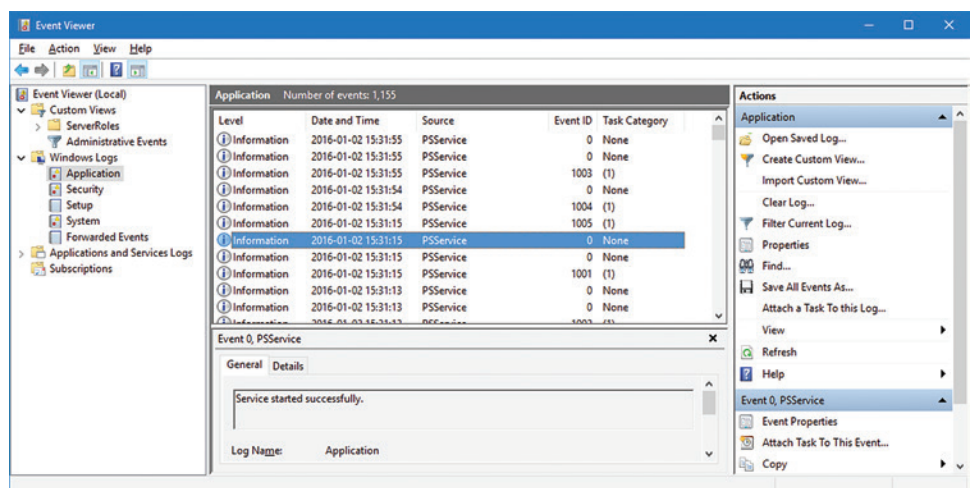 Event Viewer
File Action View Help
Event Viewer (Local)
Custom Views
ServerRoles
Administrative Events
Windows Logs
Application
Security
Setup
System
Forwarded Events
Applications and Services Logs
Subscriptions
Application Number of events: 1,155
Level Date and Time Source Event ID Task Category
Information 2016-01-02 15:31:55 PSService 0 None
Information 2016-01-02 15:31:55 PSService 0 None
Information 2016-01-02 15:31:55 PSService 1003 (1)
Information 2016-01-02 15:31:54 PSService 0 None
Information 2016-01-02 15:31:54 PSService 1004 (1)
Information 2016-01-02 15:31:15 PSService 1005 (1)
Information 2016-01-02 15:31:15 PSService 0 None
Information 2016-01-02 15:31:15 PSService 0 None
Information 2016-01-02 15:31:15 PSService 1001 (1)
Information 2016-01-02 15:31:13 PSService 0 None
Information 2016-01-02 15:31:13 PSService 0 None
Event 0, PSService
General Details
Service started successfully.
Log Name: Application
Actions
Application
Open Saved Log...
Create Custom View...
Import Custom View...
Clear Log...
Filter Current Log...
Properties
Find...
Save All Events As...
Attach a Task To this Log...
View
Refresh
Help
Event 0, PSService
Event Properties
Attach Task To This Event...
Copy